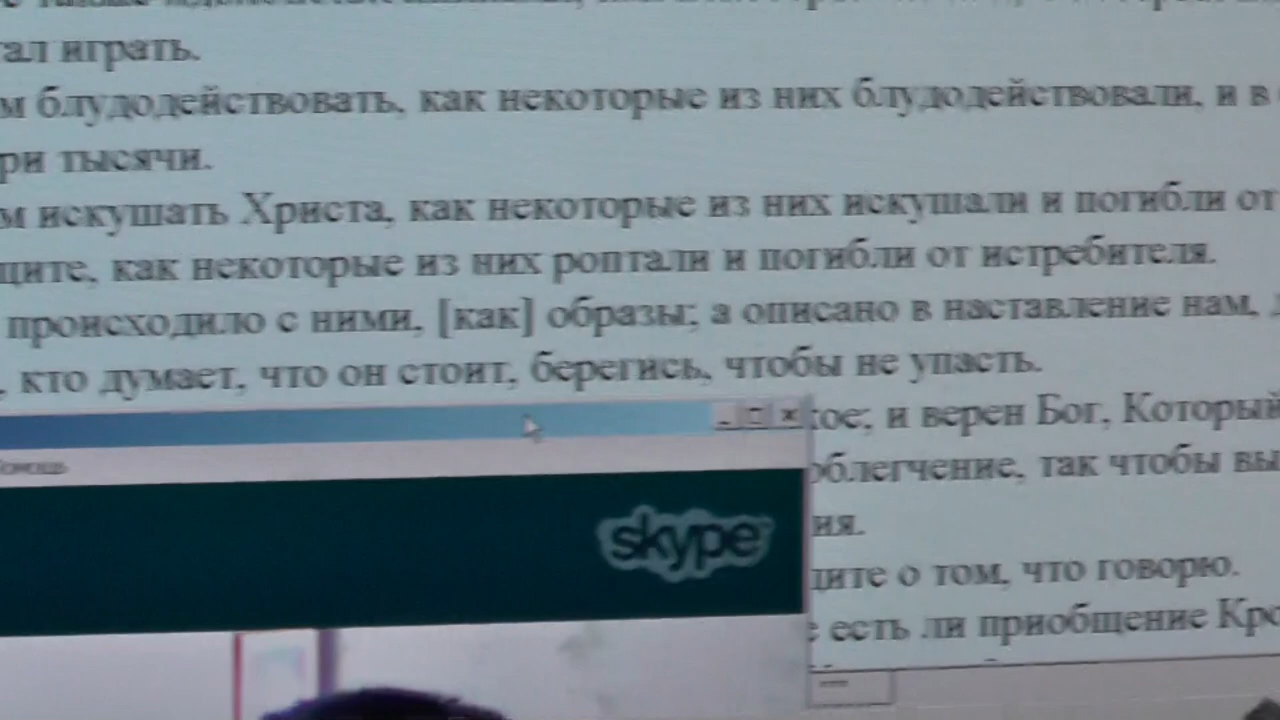 ал играть.
м блудодействовать, как некоторые из них блудодействовали, и в
ри тысячи.
м искушать Христа, как некоторые из них искушали и погибли от
щите, как некоторые из них роптали и погибли от истребителя.
происходило с ними, [как] образы; а описано в наставление нам,
, кто думает, что он стоит, берегись, чтобы не упасть.
кое; и верен Бог, Который
облегчение, так чтобы вы
ия.
дите о том, что говорю.
е есть ли приобщение Кро
Помощь
skype